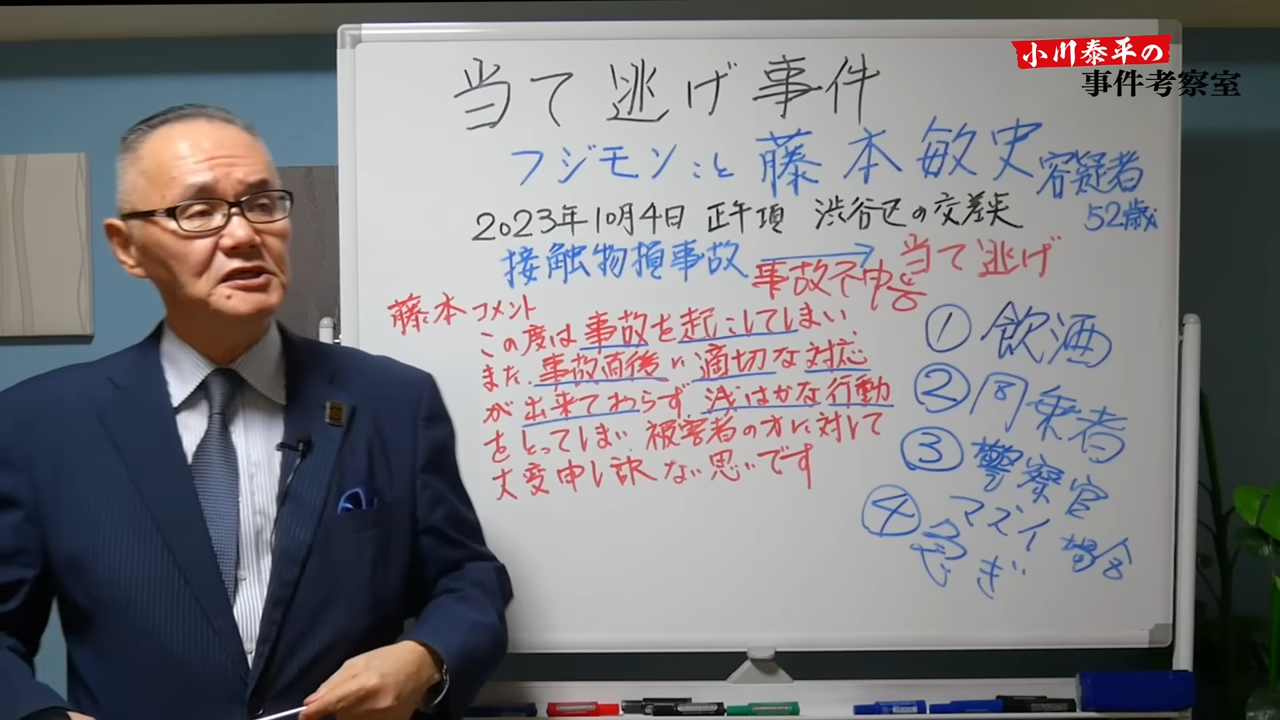 小川泰平の
事件考察室
当て逃げ事件
フジモンこと藤本敏史容疑者
52歳
2023年10月4日 正午頃 渋谷区の交差点
接触物損事故 → 当て逃げ
事故不申告
藤本コメント
この度は事故を起こしてしまい
また、事故直後に適切な対応
が出来ておらず浅はかな行動
をとってしまい被害者の方に対して
大変申し訳ない思いです
① 飲酒
② 同乗者
③ 警察官
マズイ場合
④ 急ぎ